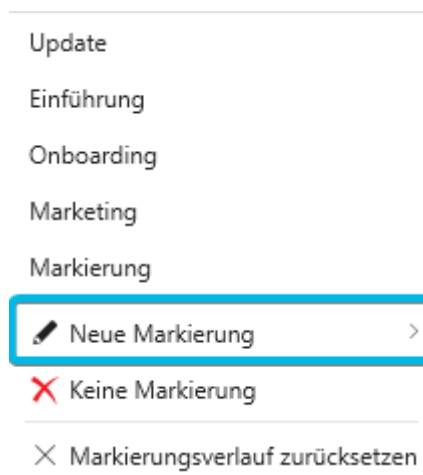 Update
Einführung
Onboarding
Marketing
Markierung
Neue Markierung
Keine Markierung
Markierungsverlauf zurücksetzen